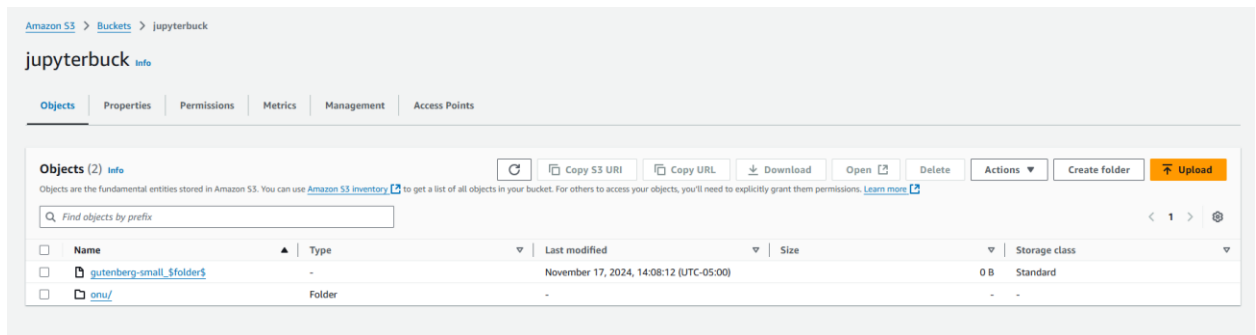 Amazon S3 > Buckets > jupyterbuck
jupyterbuck Info
Objects Properties Permissions Metrics Management Access Points
Objects (2) Info Copy S3 URI Copy URL Download Open Delete Actions Create folder Upload
Objects are the fundamental entities stored in Amazon S3. You can use Amazon S3 inventory to get a list of all objects in your bucket. For others to access your objects, you'll need to explicitly grant them permissions. Learn more
Find objects by prefix < 1 >
Name Type Last modified Size Storage class
gutenberg-small_$folder$ - November 17, 2024, 14:08:12 (UTC-05:00) 0 B Standard
onu/ Folder - - -